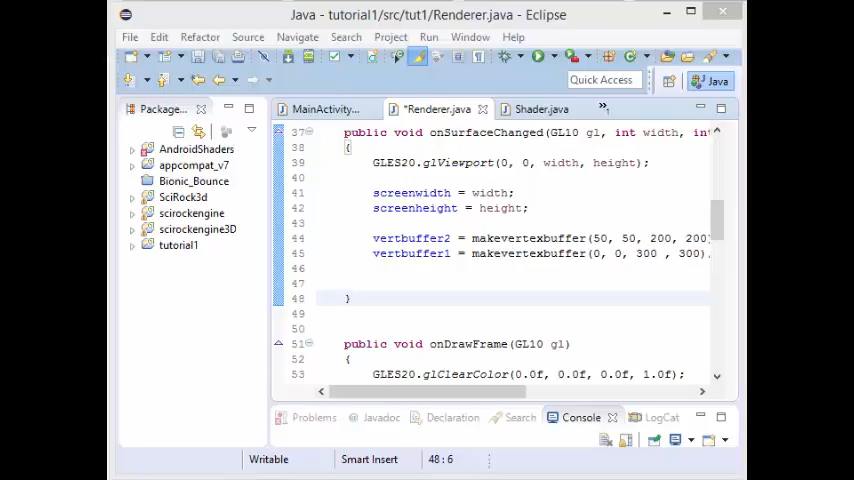 Java - tutorial1/src/tut1/Renderer.java - Eclipse
File Edit Refactor Source Navigate Search Project Run Window Help
Quick Access
Java
Package...
MainActivity...
*Renderer.java
Shader.java
1
AndroidShaders
appcompat_v7
Bionic_Bounce
SciRock3d
scirockengine
scirockengine3D
tutorial1
37 public void onSurfaceChanged(GL10 gl, int width, int
38 {
39 GLES20.glViewport(0, 0, width, height);
40
41 screenwidth = width;
42 screenheight = height;
43
44 vertbuffer2 = makevertexbuffer(50, 50, 200, 200)
45 vertbuffer1 = makevertexbuffer(0, 0, 300 , 300)
46
47
48 }
49
50
51 public void onDrawFrame(GL10 gl)
52 {
53 GLES20.glClearColor(0.0f, 0.0f, 0.0f, 1.0f);
Problems Javadoc Declaration Search Console LogCat
Writable Smart Insert 48 : 6